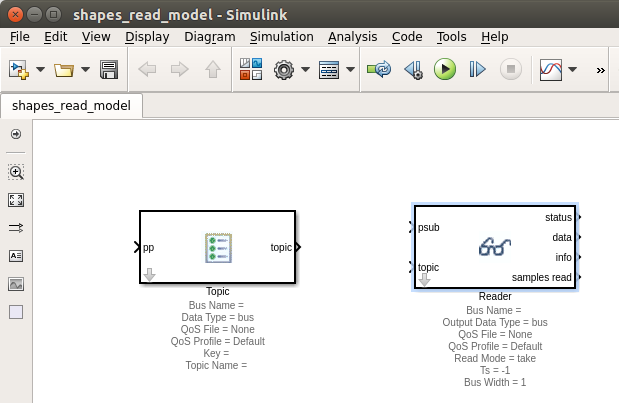 shapes_read_model - Simulink
File Edit View Display Diagram Simulation Analysis Code Tools Help
»
shapes_read_model
pp
topic
Topic
Bus Name =
Data Type = bus
QoS File = None
QoS Profile = Default
Key =
Topic Name =
psub
topic
status
data
info
samples read
Reader
Bus Name =
Output Data Type = bus
QoS File = None
QoS Profile = Default
Read Mode = take
Ts = -1
Bus Width = 1